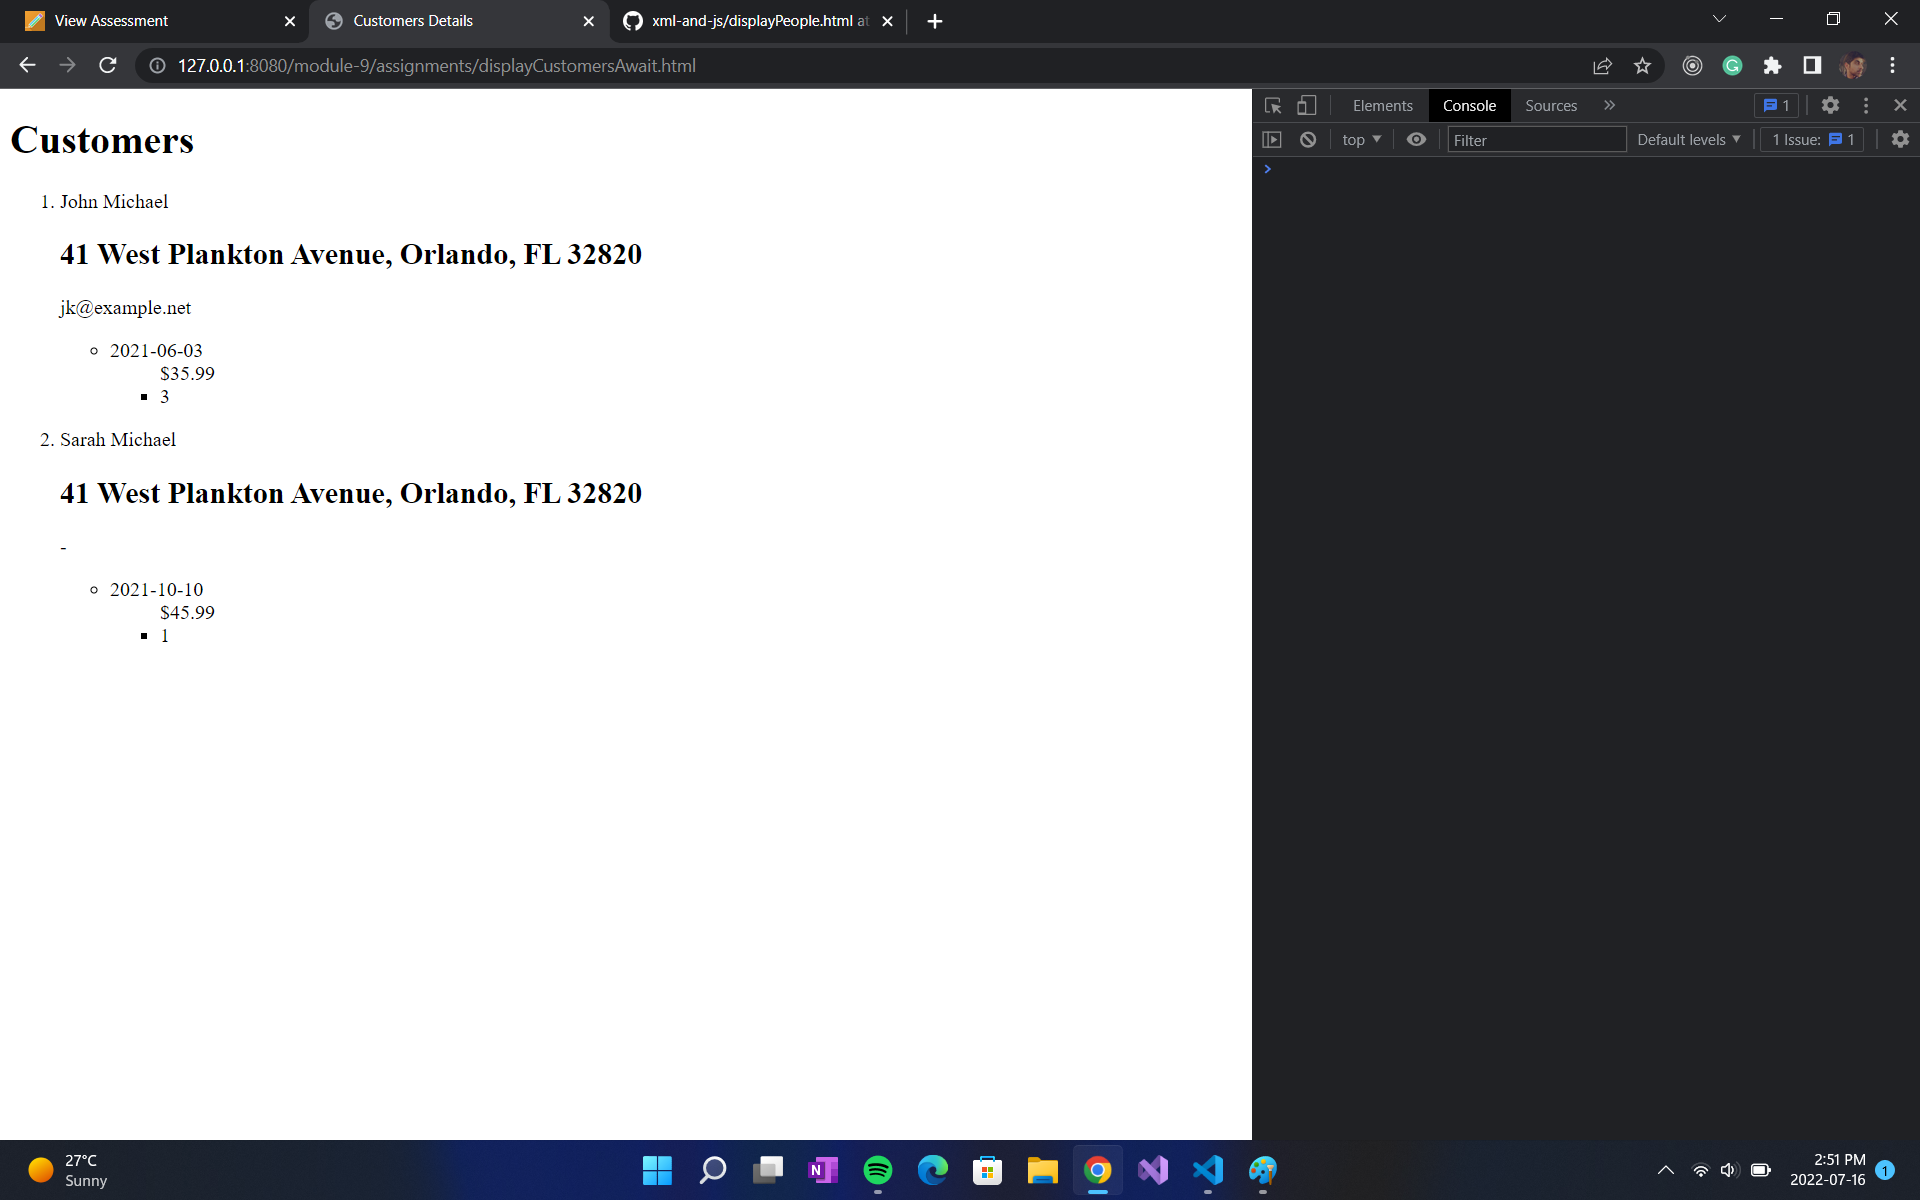 View Assessment
Customers Details
xml-and-js/displayPeople.html at
127.0.0.1:8080/module-9/assignments/displayCustomersAwait.html
Elements
Console
Sources
1
top
Filter
Default levels
1 Issue: 1
Customers
1. John Michael
41 West Plankton Avenue, Orlando, FL 32820
jk@example.net
2021-06-03
$35.99
3
2. Sarah Michael
41 West Plankton Avenue, Orlando, FL 32820
-
2021-10-10
$45.99
1
27°C
Sunny
N
2:51 PM
2022-07-16
1